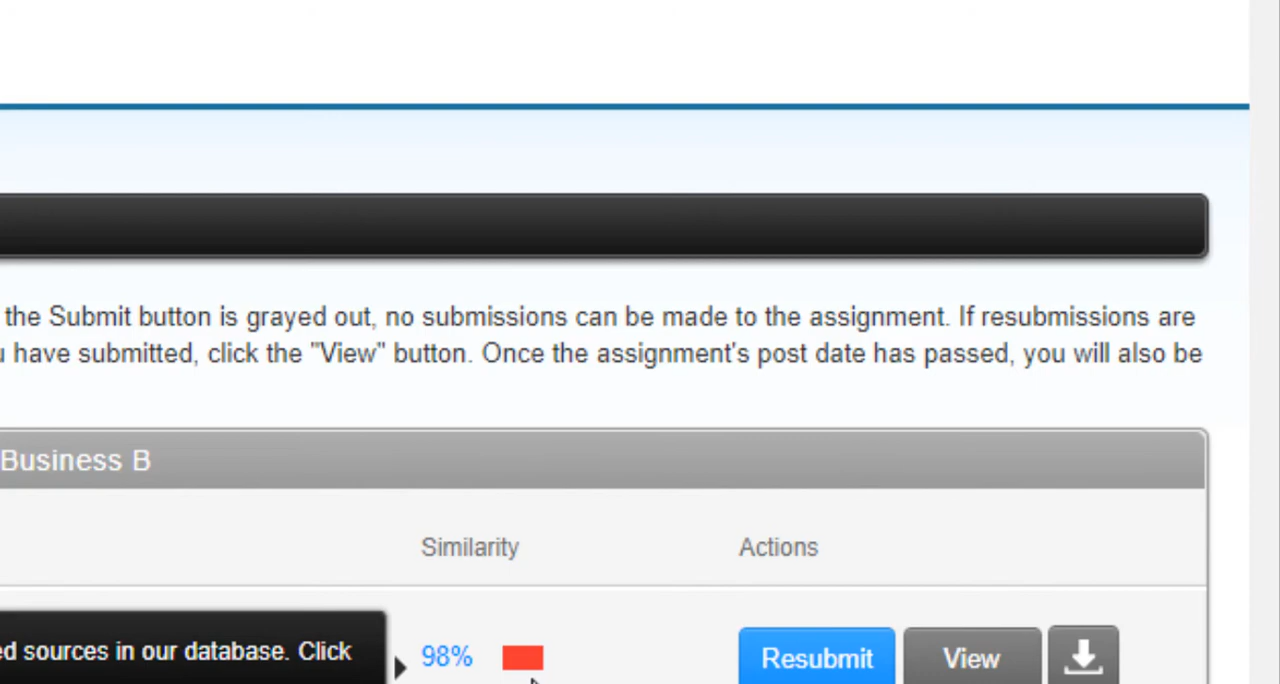 the Submit button is grayed out, no submissions can be made to the assignment. If resubmissions are
have submitted, click the "View" button. Once the assignment's post date has passed, you will also be
Business B
Similarity Actions
sources in our database. Click 98% Resubmit View